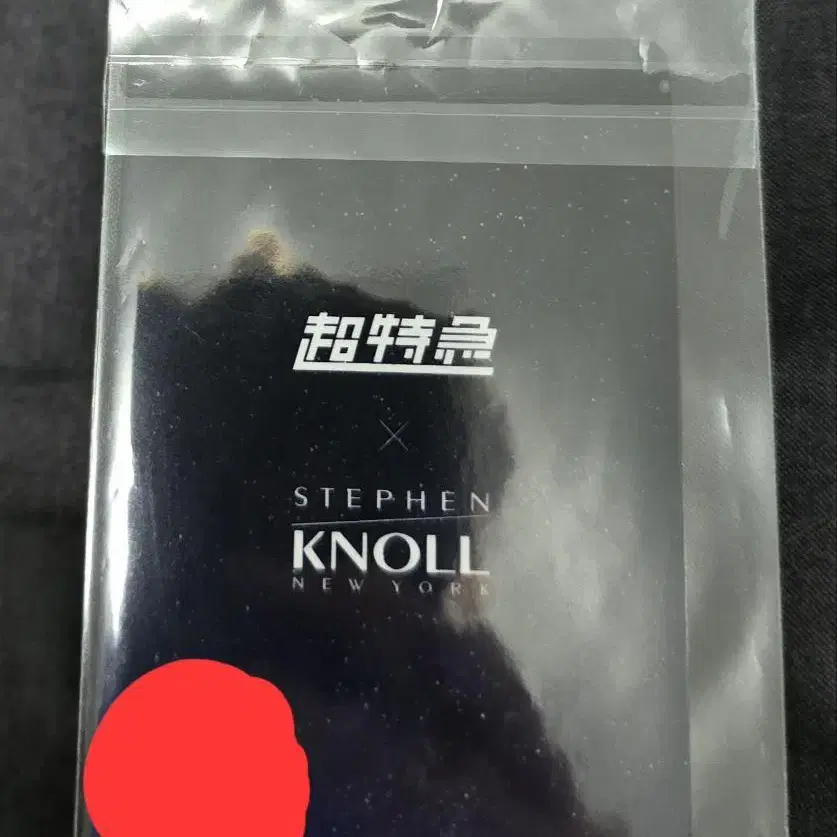 超特急
×
STEPHEN
KNOLL
NEW YORK